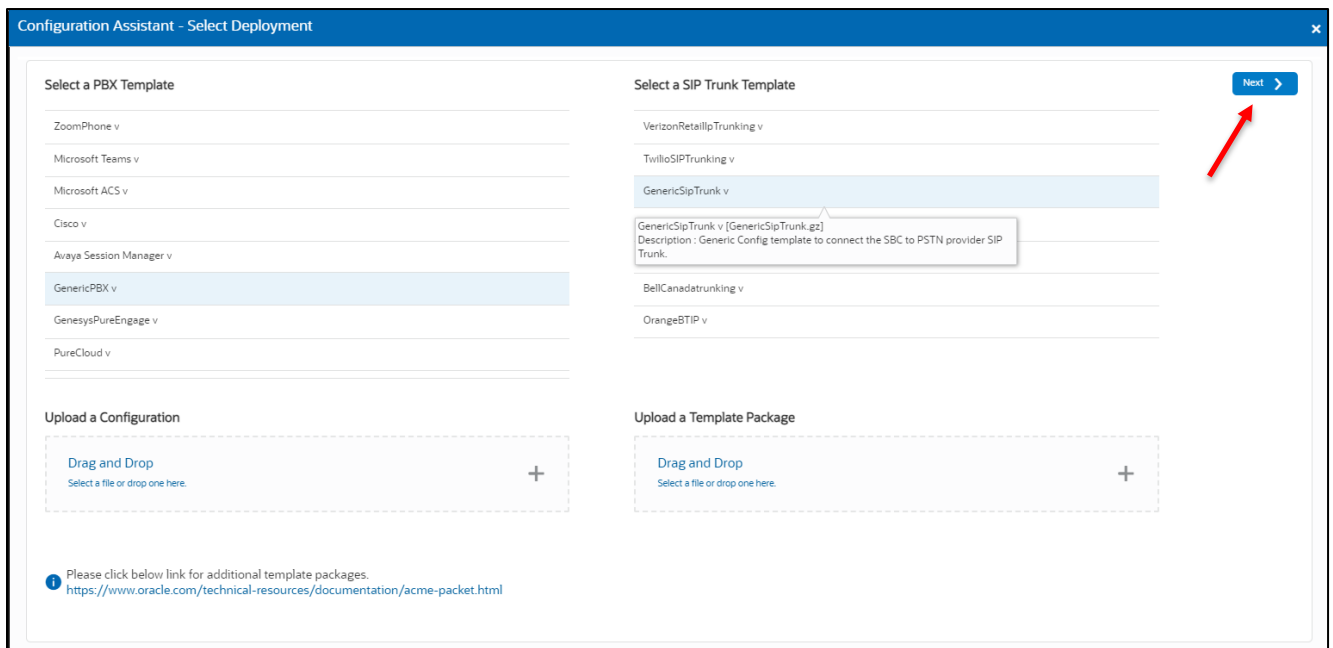 Configuration Assistant - Select Deployment
×
Select a PBX Template
ZoomPhone v
Microsoft Teams v
Microsoft ACS v
Cisco v
Avaya Session Manager v
GenericPBX v
GenesysPureEngage v
PureCloud v
Select a SIP Trunk Template
VerizonRetailIpTrunking v
TwilioSIPTrunking v
GenericSipTrunk v
GenericSipTrunk v [GenericSipTrunk.gz]
Description : Generic Config template to connect the SBC to PSTN provider SIP
Trunk.
BellCanadatrunking v
OrangeBTIP v
Next
Upload a Configuration
Drag and Drop
Select a file or drop one here.
Upload a Template Package
Drag and Drop
Select a file or drop one here.
Please click below link for additional template packages.
https://www.oracle.com/technical-resources/documentation/acme-packet.html